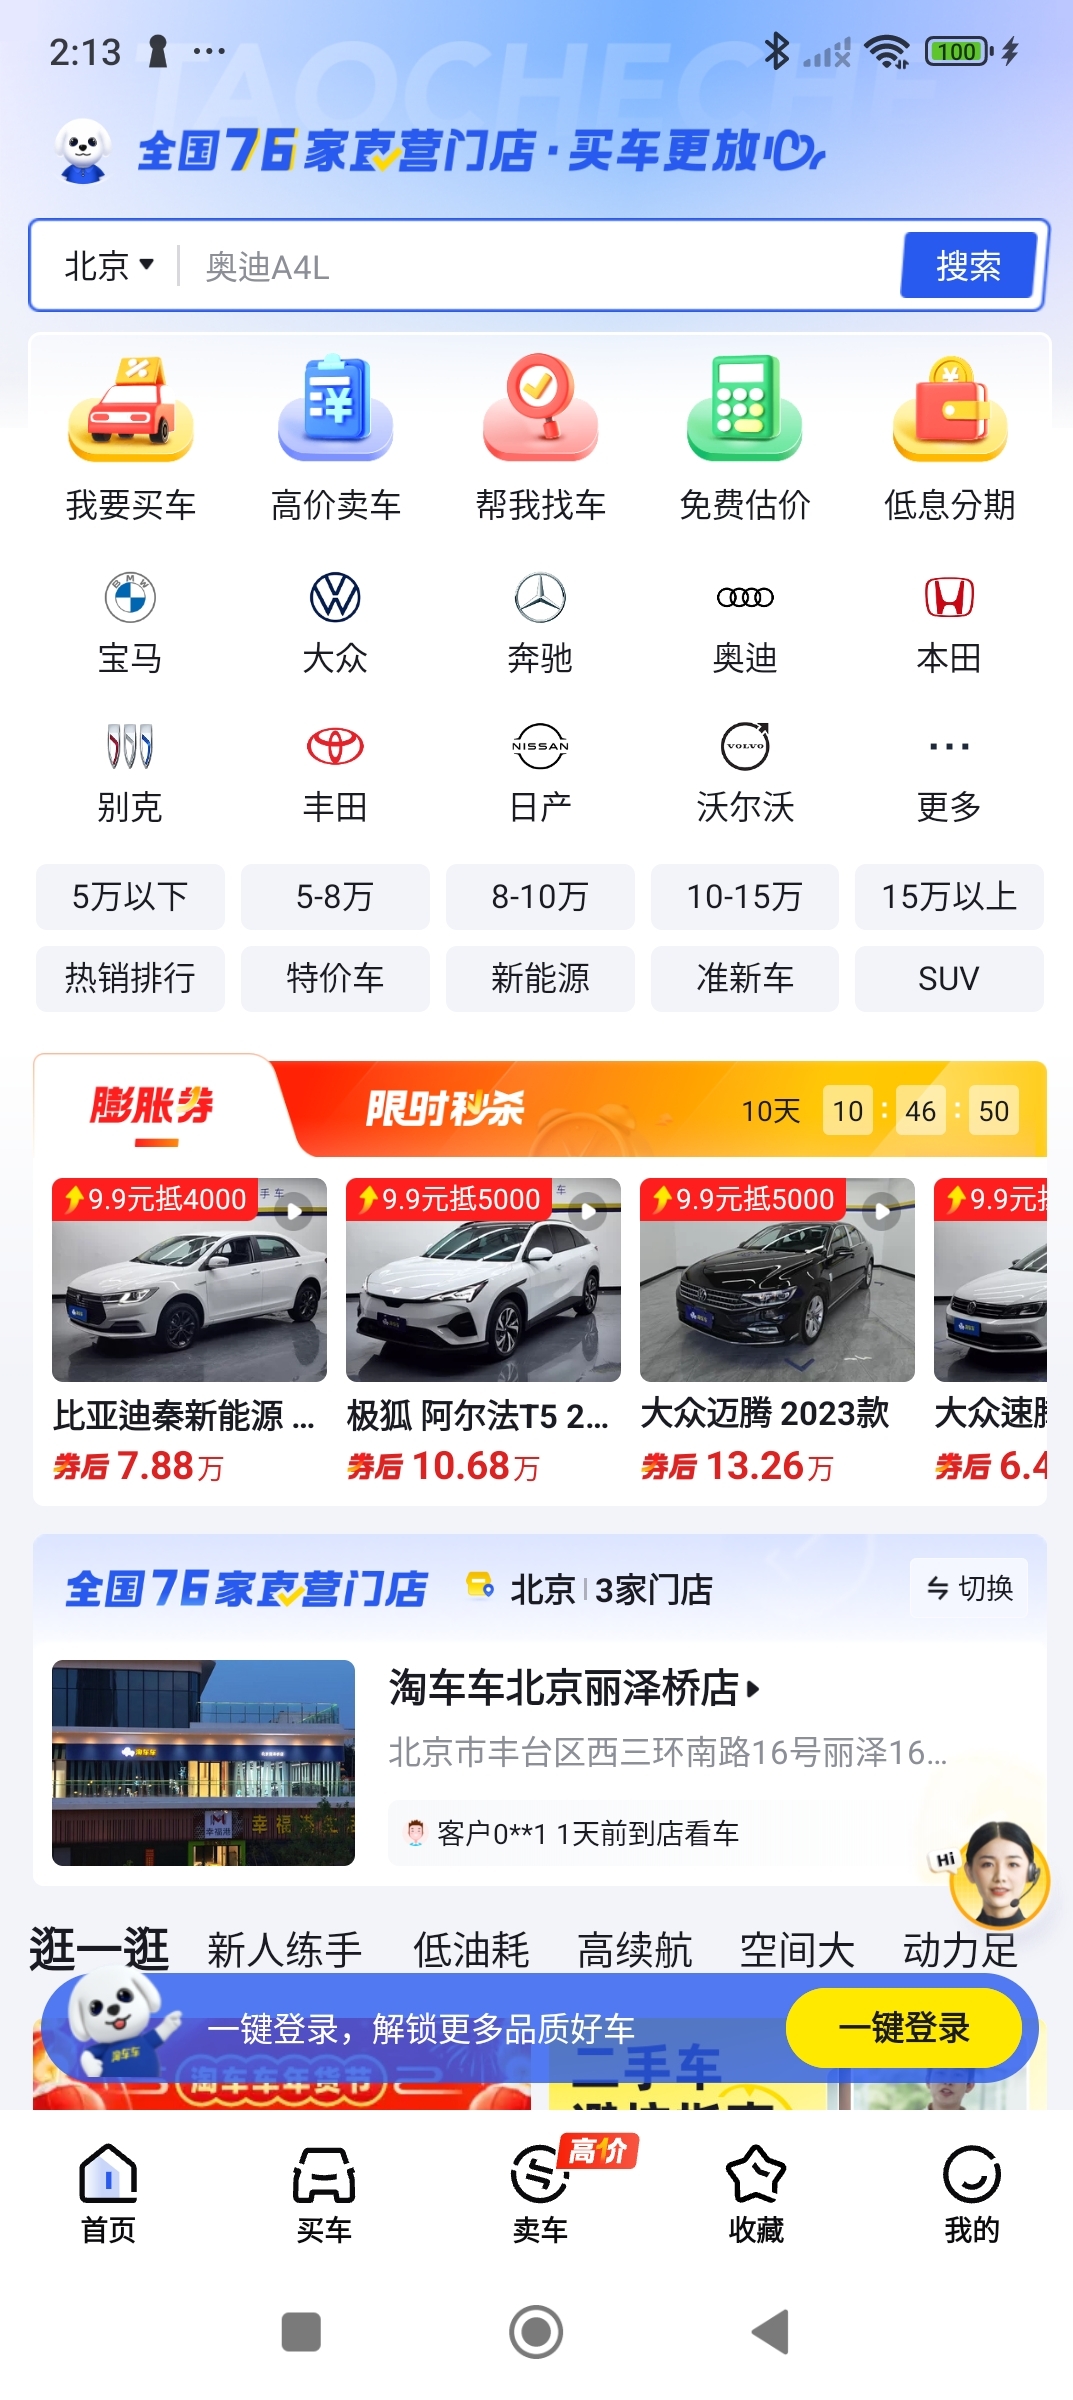 2:13
100
TAOCHECHE
全国76家直营门店·买车更放心
北京
奥迪A4L
搜索
我要买车
高价卖车
帮我找车
免费估价
低息分期
宝马
大众
奔驰
奥迪
本田
NISSAN
VOLVO
别克
丰田
日产
沃尔沃
更多
5万以下
5-8万
8-10万
10-15万
15万以上
热销排行
特价车
新能源
准新车
SUV
膨胀券
限时秒杀
10天 10 : 46 : 50
9.9元抵4000
9.9元抵5000
9.9元抵5000
9.9元抵
比亚迪秦新能源 ...
极狐 阿尔法T5 2...
大众迈腾 2023款
大众速腾
券后 7.88万
券后 10.68万
券后 13.26万
券后 6.4
全国76家直营门店
北京
3家门店
切换
淘车车北京丽泽桥店
北京市丰台区西三环南路16号丽泽16...
客户0**1 1天前到店看车
Hi
逛一逛
新人练手
低油耗
高续航
空间大
动力足
一键登录，解锁更多品质好车
一键登录
淘车车年货节
二手车
避坑指南
高价
首页
买车
卖车
收藏
我的